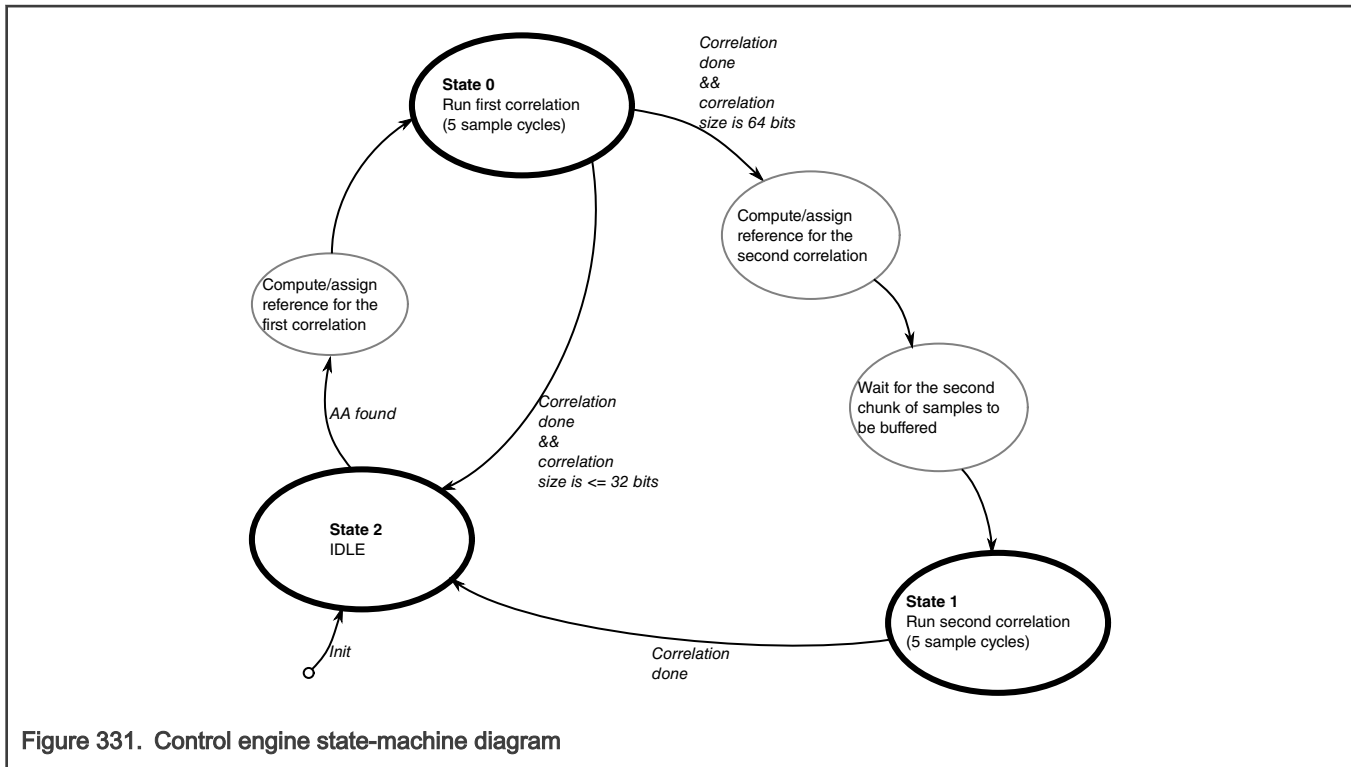 Correlation
done
&&
correlation
size is 64 bits
State 0
Run first correlation
(5 sample cycles)
Compute/assign
reference for the
second correlation
Compute/assign
reference for the
first correlation
Wait for the second
chunk of samples to
be buffered
AA found
Correlation
done
&&
correlation
size is <= 32 bits
State 2
IDLE
State 1
Run second correlation
(5 sample cycles)
Init
Correlation
done
Figure 331. Control engine state-machine diagram